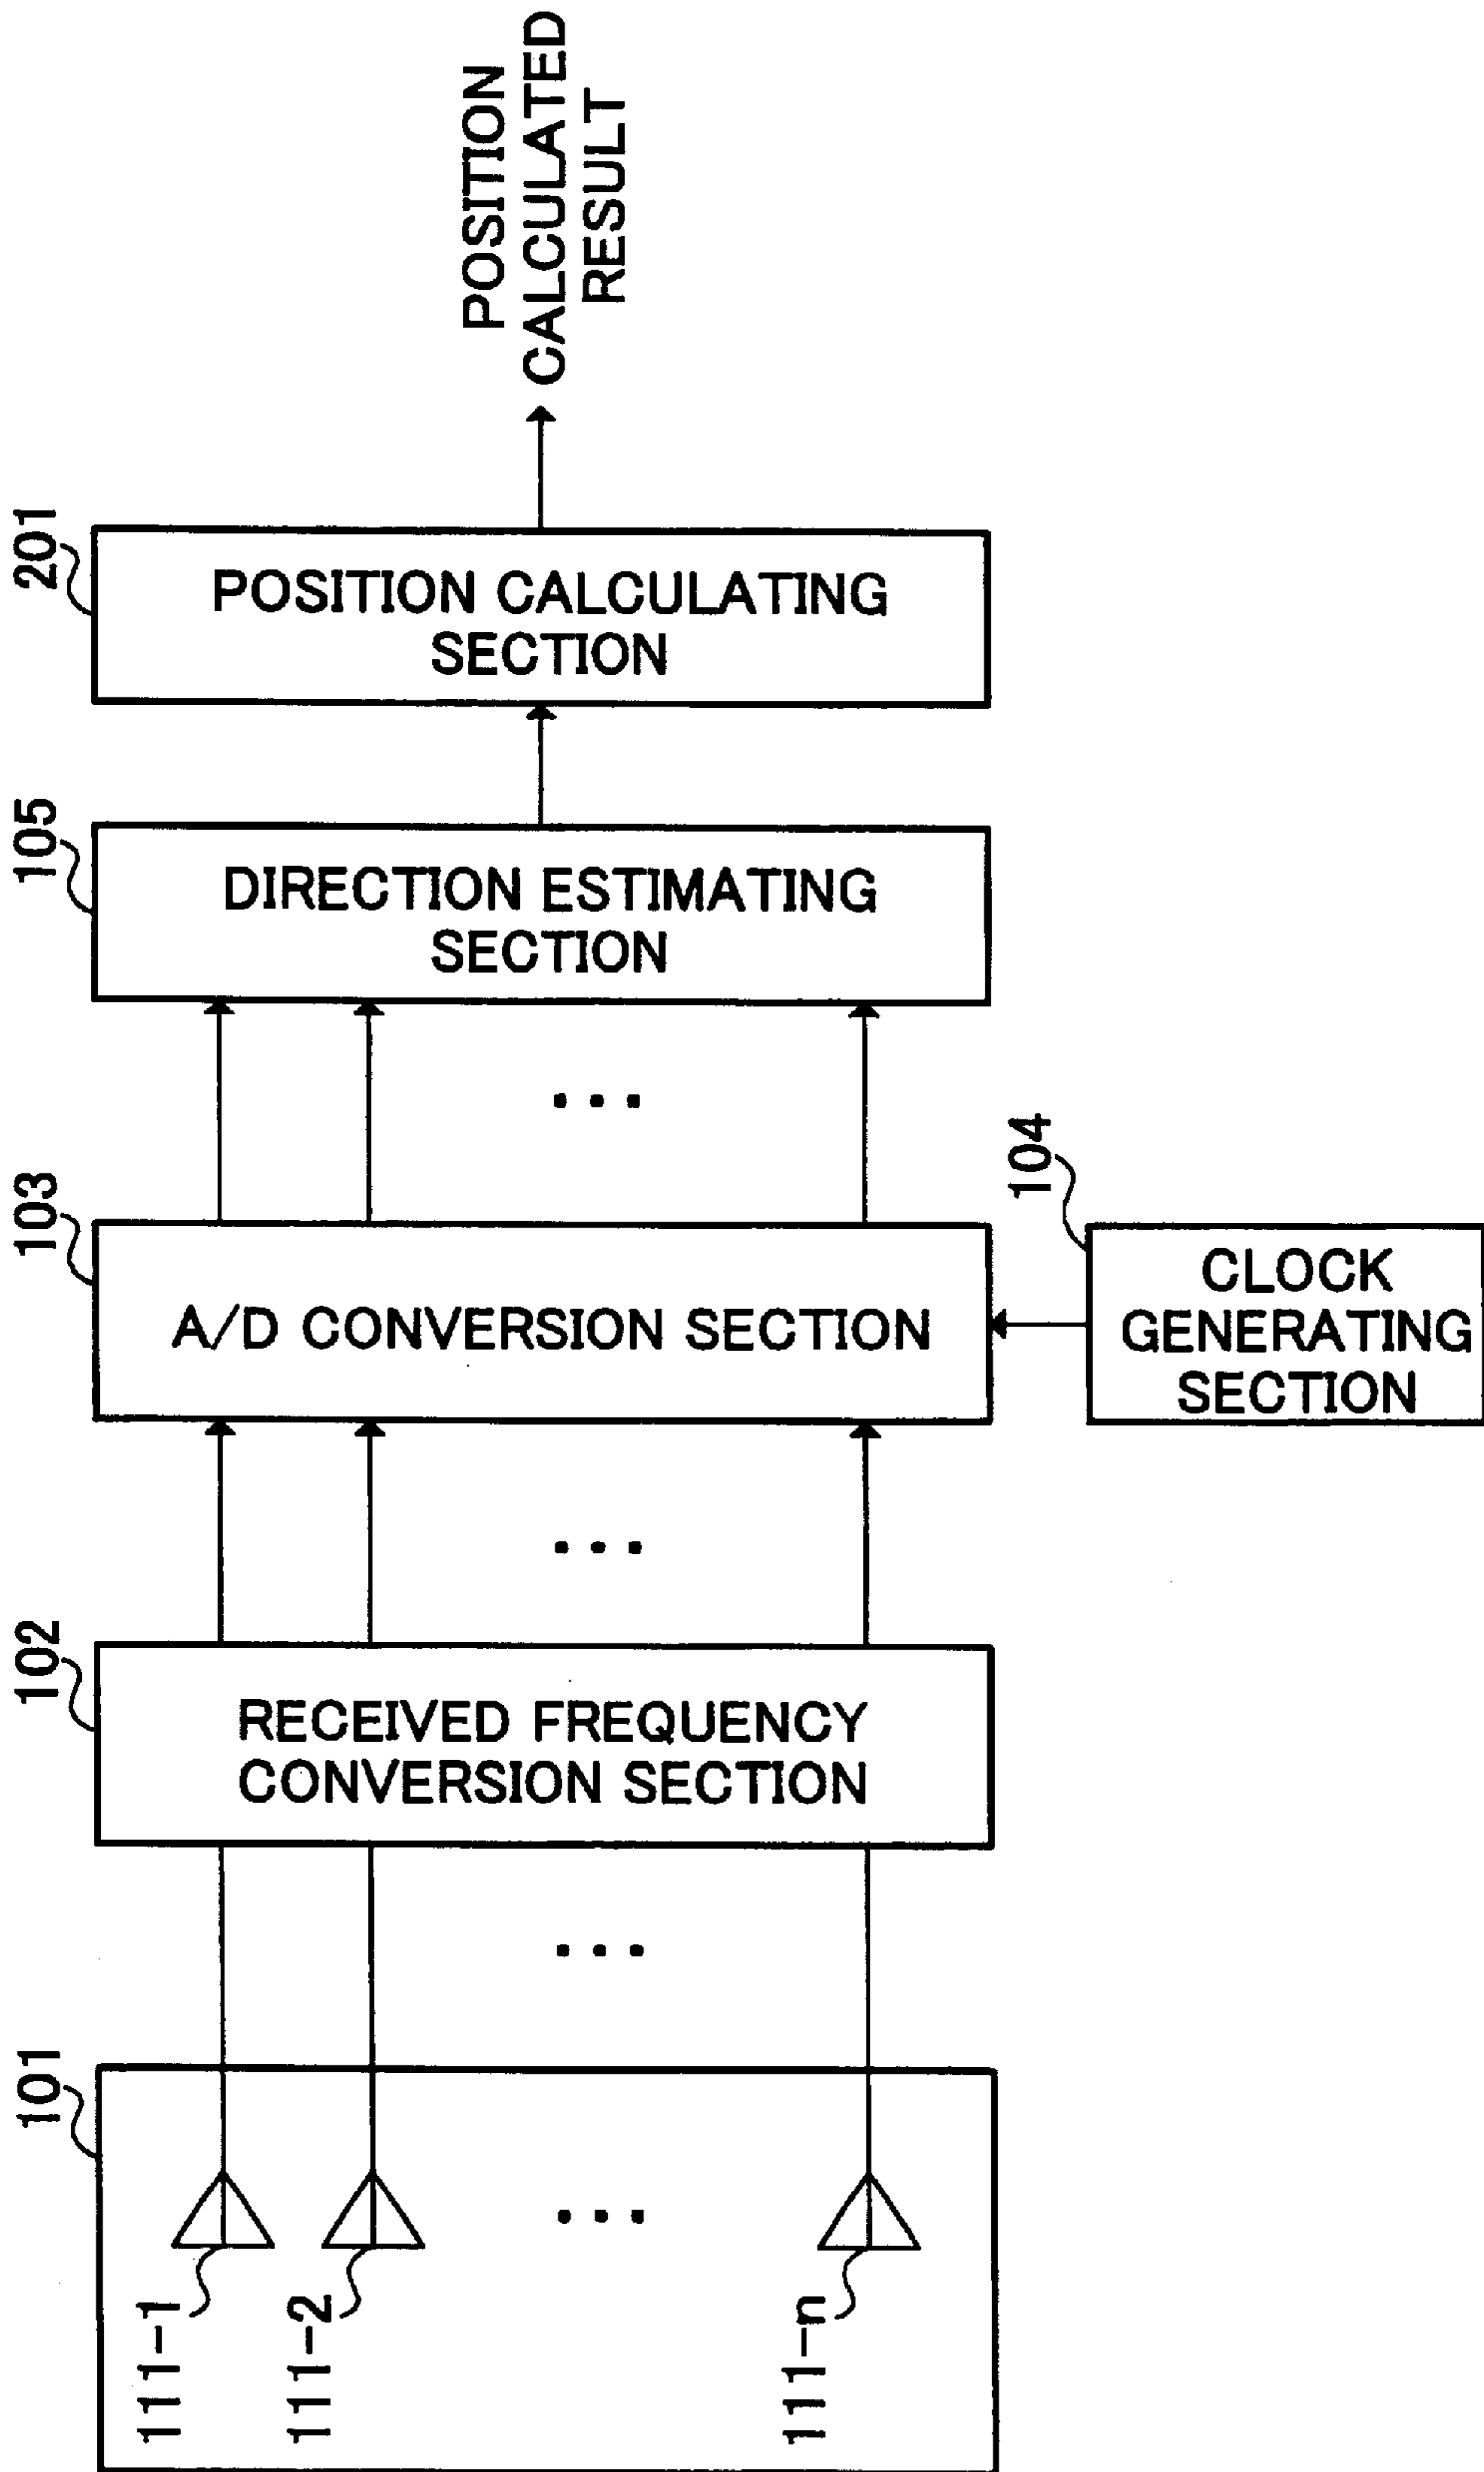 POSITION
CALCULATED
RESULT
201
POSITION CALCULATING
SECTION
105
DIRECTION ESTIMATING
SECTION
103
A/D CONVERSION SECTION
104
CLOCK
GENERATING
SECTION
102
RECEIVED FREQUENCY
CONVERSION SECTION
101
111-1
111-2
111-n